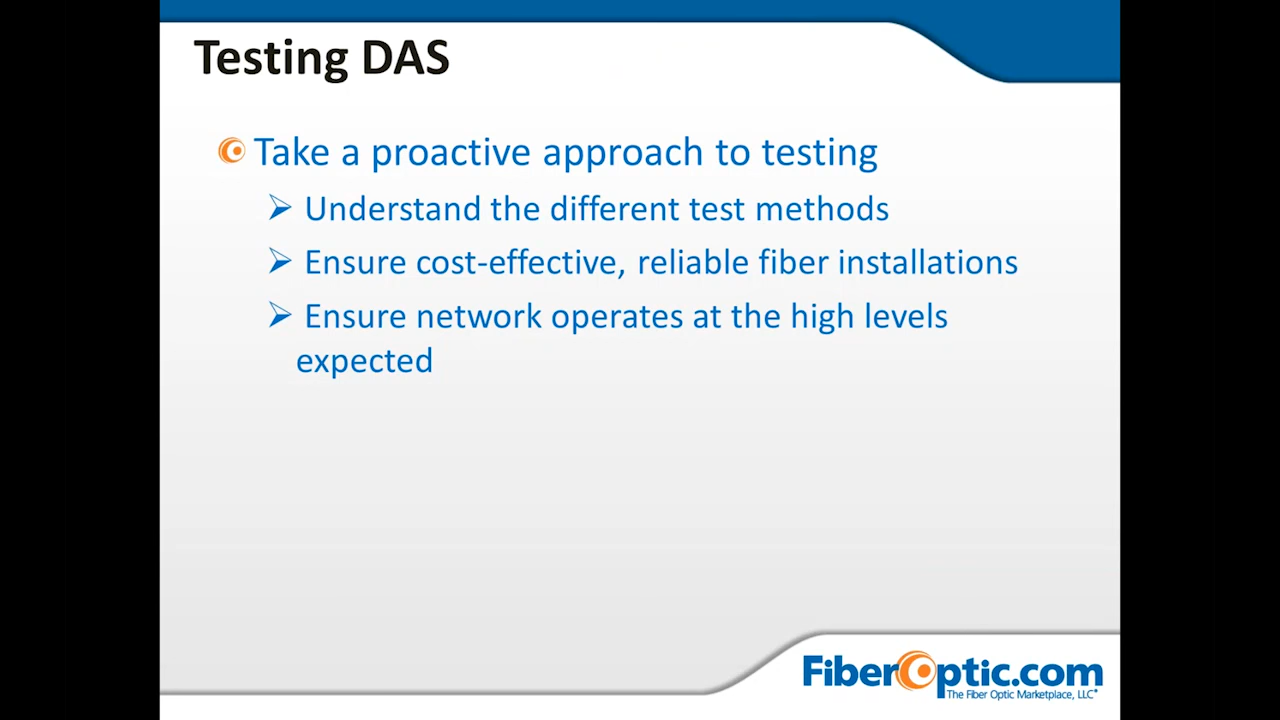 Testing DAS
Take a proactive approach to testing
Understand the different test methods
Ensure cost-effective, reliable fiber installations
Ensure network operates at the high levels
expected
FiberOptic.com
The Fiber Optic Marketplace, LLC®